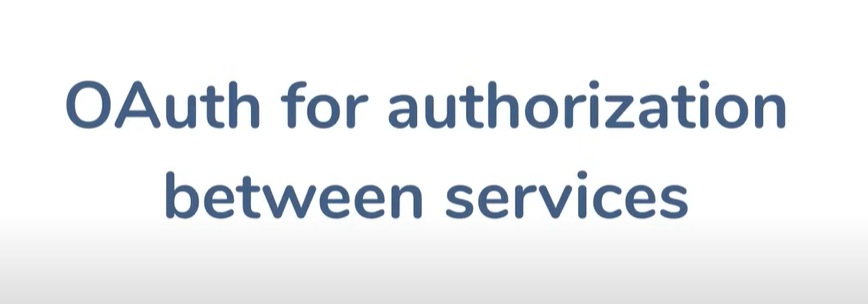 OAuth for authorization
between services